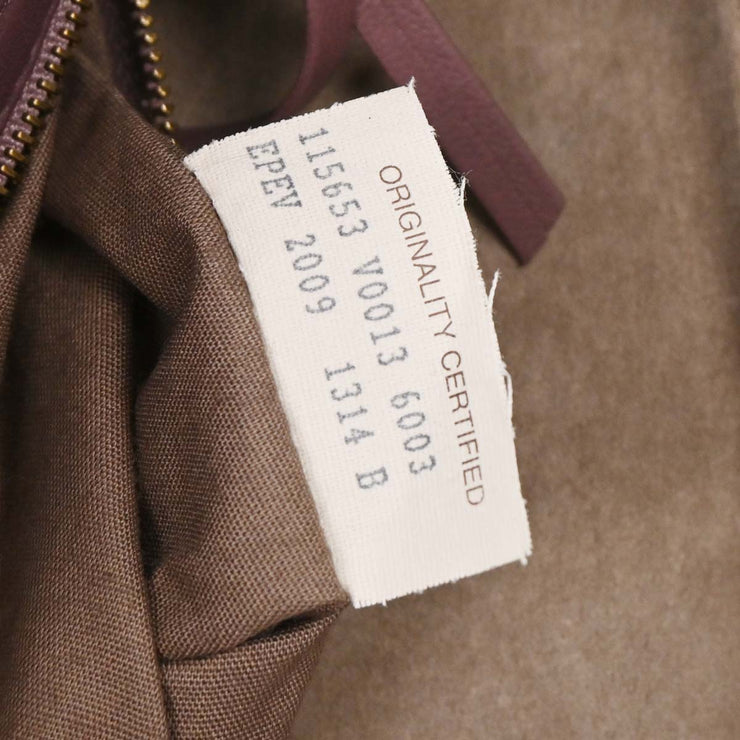 ORIGINALITY CERTIFIED
115653 V0013 6003
EPEV 2009 1314 B